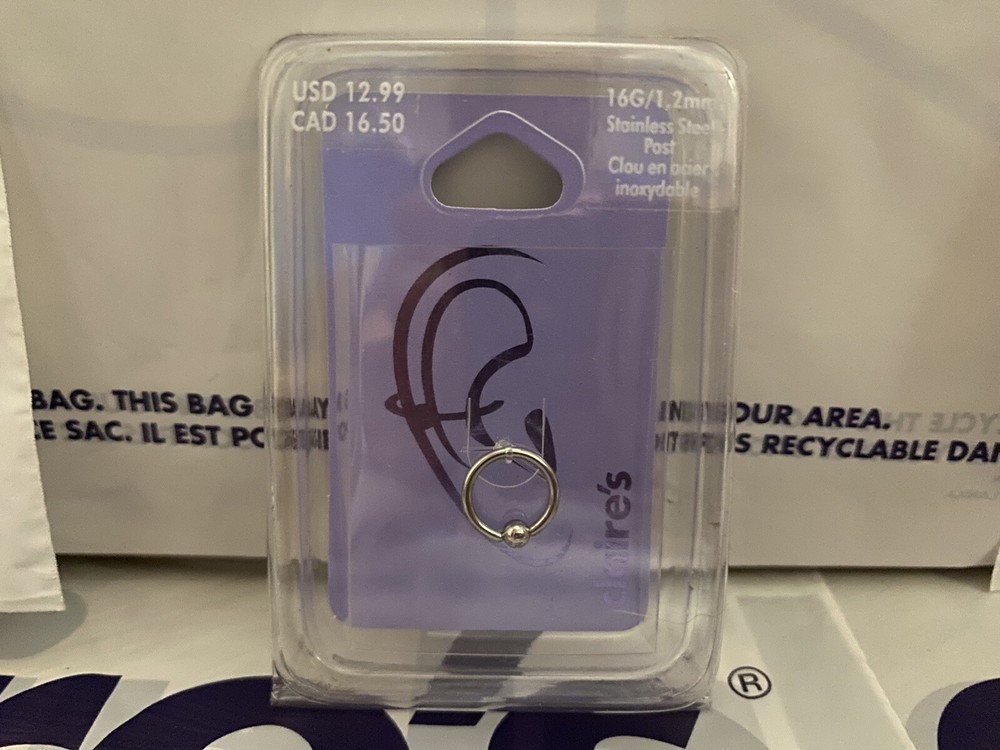 USD 12.99
CAD 16.50
16G/1.2mm
Stainless Steel
Post
Clou en acier
inoxydable
claire's
BAG. THIS BAG MAY IN YOUR AREA.
CE SAC. IL EST RECYCLABLE DAN
®